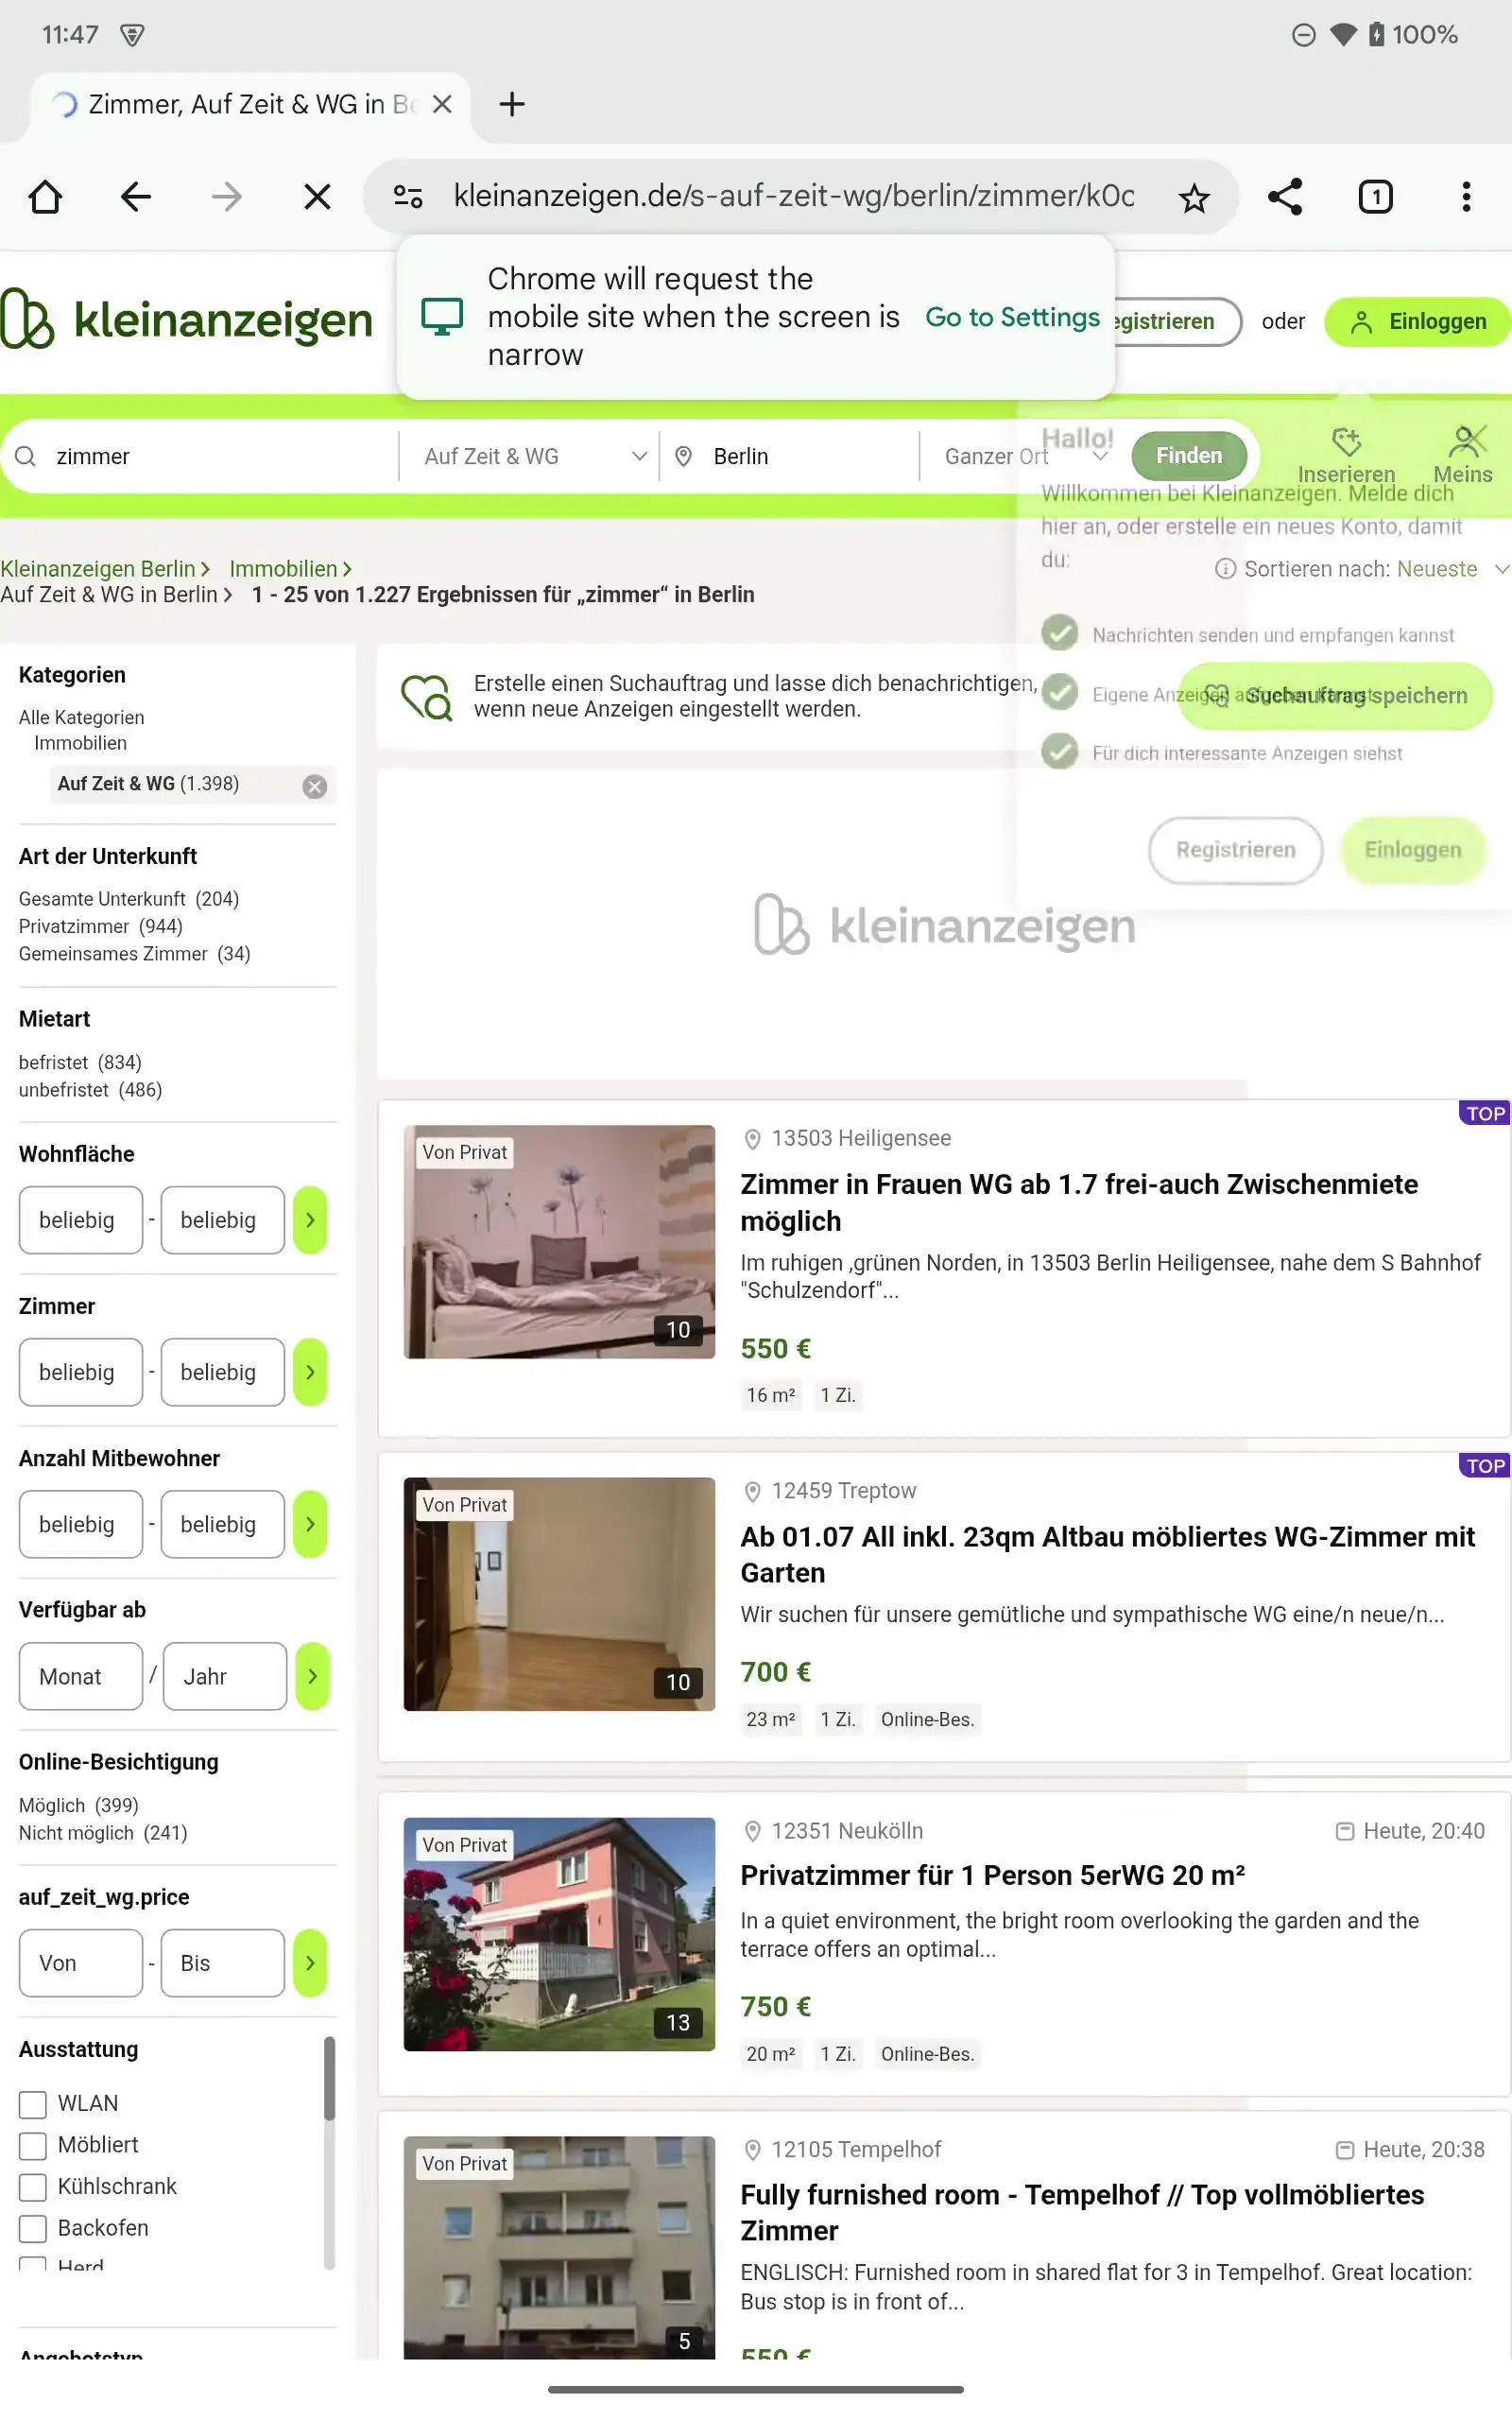 11:47
100%
Zimmer, Auf Zeit & WG in Be
kleinanzeigen.de/s-auf-zeit-wg/berlin/zimmer/k0c
1
Chrome will request the
mobile site when the screen is
narrow
Go to Settings
kleinanzeigen
egistrieren
oder
Einloggen
zimmer
Auf Zeit & WG
Berlin
Ganzer Ort
Finden
Inserieren
Meins
Hallo!
Willkommen bei Kleinanzeigen. Melde dich
hier an, oder erstelle ein neues Konto, damit
du:
Nachrichten senden und empfangen kannst
Für dich interessante Anzeigen siehst
Registrieren
Einloggen
Kleinanzeigen Berlin
Immobilien
Auf Zeit & WG in Berlin
1 - 25 von 1.227 Ergebnissen für „zimmer“ in Berlin
Sortieren nach: Neueste
Erstelle einen Suchauftrag und lasse dich benachrichtigen,
wenn neue Anzeigen eingestellt werden.
Suchauftrag speichern
Kategorien
Alle Kategorien
Immobilien
Auf Zeit & WG (1.398)
Art der Unterkunft
Gesamte Unterkunft (204)
Privatzimmer (944)
Gemeinsames Zimmer (34)
Mietart
befristet (834)
unbefristet (486)
Wohnfläche
beliebig - beliebig
Zimmer
beliebig - beliebig
Anzahl Mitbewohner
beliebig - beliebig
Verfügbar ab
Monat / Jahr
Online-Besichtigung
Möglich (399)
Nicht möglich (241)
auf_zeit_wg.price
Von - Bis
Ausstattung
WLAN
Möbliert
Kühlschrank
Backofen
Herd
Angebotstyp
kleinanzeigen
TOP
Von Privat
10
13503 Heiligensee
Zimmer in Frauen WG ab 1.7 frei-auch Zwischenmiete
möglich
Im ruhigen ,grünen Norden, in 13503 Berlin Heiligensee, nahe dem S Bahnhof
"Schulzendorf"...
550 €
16 m² 1 Zi.
TOP
Von Privat
10
12459 Treptow
Ab 01.07 All inkl. 23qm Altbau möbliertes WG-Zimmer mit
Garten
Wir suchen für unsere gemütliche und sympathische WG eine/n neue/n...
700 €
23 m² 1 Zi. Online-Bes.
Von Privat
13
12351 Neukölln
Heute, 20:40
Privatzimmer für 1 Person 5erWG 20 m²
In a quiet environment, the bright room overlooking the garden and the
terrace offers an optimal...
750 €
20 m² 1 Zi. Online-Bes.
Von Privat
5
12105 Tempelhof
Heute, 20:38
Fully furnished room - Tempelhof // Top vollmöbliertes
Zimmer
ENGLISCH: Furnished room in shared flat for 3 in Tempelhof. Great location:
Bus stop is in front of...
550 €